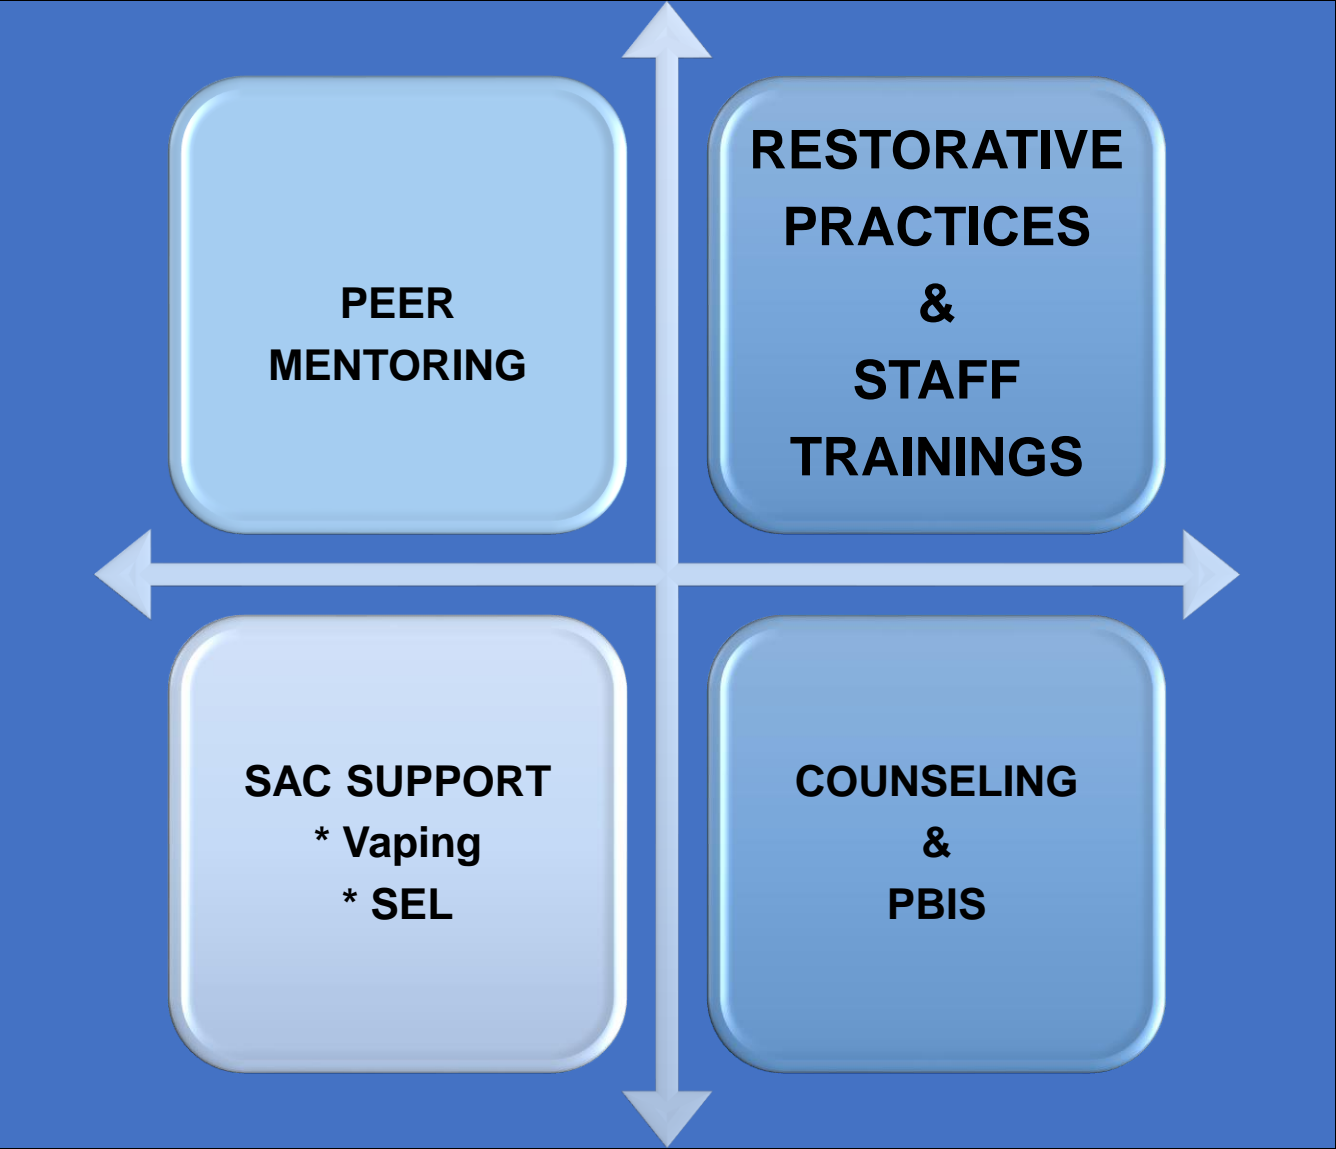 PEER
MENTORING
RESTORATIVE
PRACTICES
&
STAFF
TRAININGS
SAC SUPPORT
* Vaping
* SEL
COUNSELING
&
PBIS